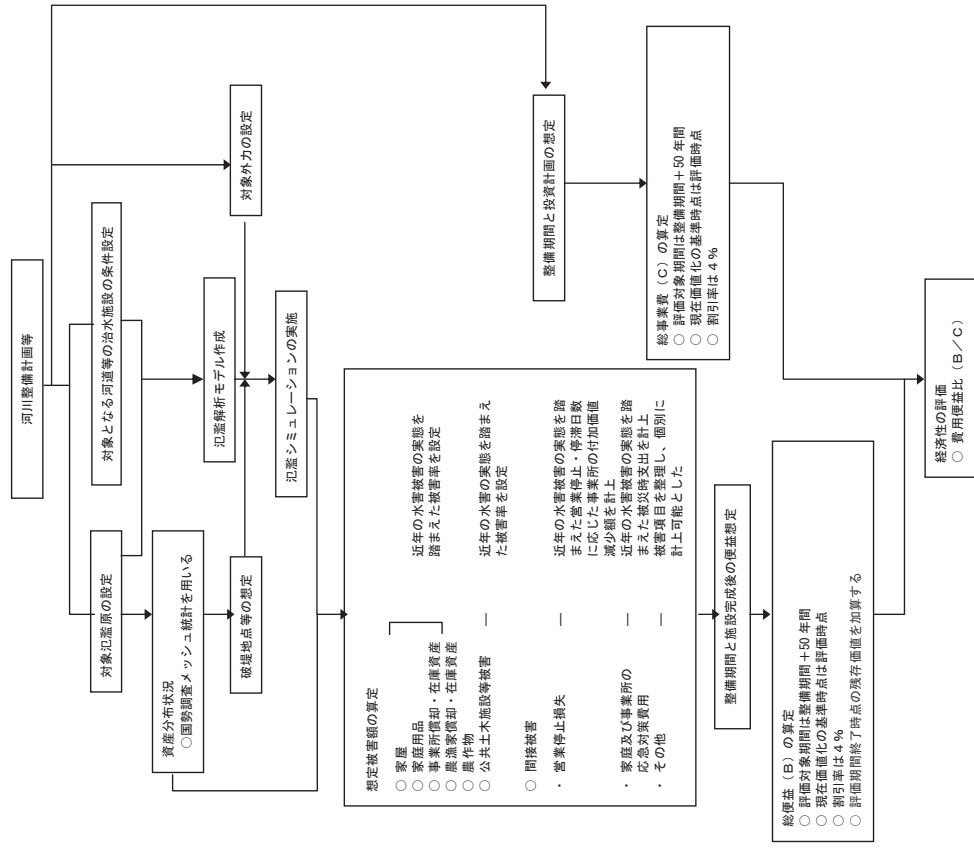 河川整備計画等
対象氾濫原の設定
対象となる河道等の治水施設の条件設定
対象外力の設定
資産分布状況
○国勢調査メッシュ統計を用いる
破堤地点等の想定
氾濫解析モデル作成
氾濫シミュレーションの実施
想定被害額の算定
○ 家屋
○ 家庭用品
○ 事業所償却・在庫資産
○ 農漁家償却・在庫資産
近年の水害被害の実態を
踏まえた被害率を設定
○ 農作物
○ 公共土木施設等被害 ―
近年の水害の実態を踏まえ
た被害率を設定
○ 間接被害
・ 営業停止損失 ―
近年の水害被害の実態を踏
まえた営業停止・停滞日数
に応じた事業所の付加価値
減少額を計上
・ 家庭及び事業所の ―
応急対策費用
近年の水害被害の実態を踏
まえた被災時支出を計上
・ その他 ―
被害項目を整理し、個別に
計上可能とした
整備期間と投資計画の想定
総事業費（C）の算定
○ 評価対象期間は整備期間＋50 年間
○ 現在価値化の基準時点は評価時点
○ 割引率は４％
整備期間と施設完成後の便益想定
総便益（B）の算定
○ 評価対象期間は整備期間＋50 年間
○ 現在価値化の基準時点は評価時点
○ 割引率は４％
○ 評価期間終了時点の残存価値を加算する
経済性の評価
○ 費用便益比（B／C）